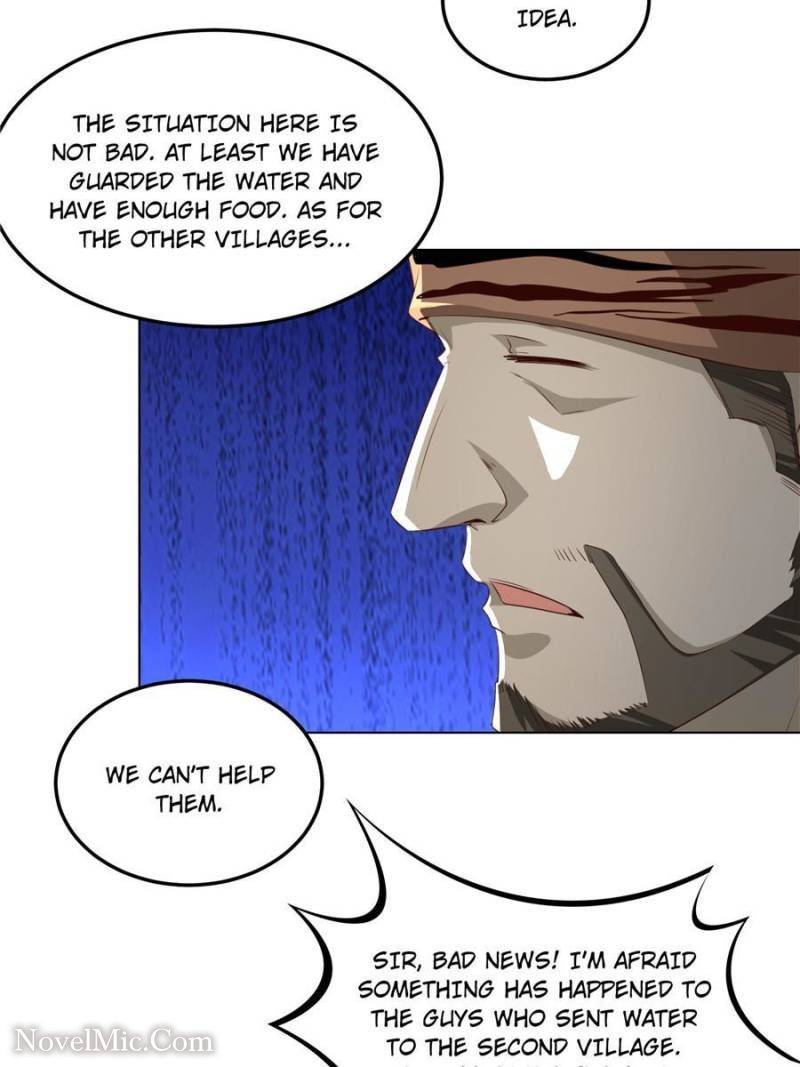 IDEA.
THE SITUATION HERE IS
NOT BAD. AT LEAST WE HAVE
GUARDED THE WATER AND
HAVE ENOUGH FOOD. AS FOR
THE OTHER VILLAGES...
WE CAN'T HELP
THEM.
SIR, BAD NEWS! I'M AFRAID
SOMETHING HAS HAPPENED TO
THE GUYS WHO SENT WATER
TO THE SECOND VILLAGE.
NovelMic.Com